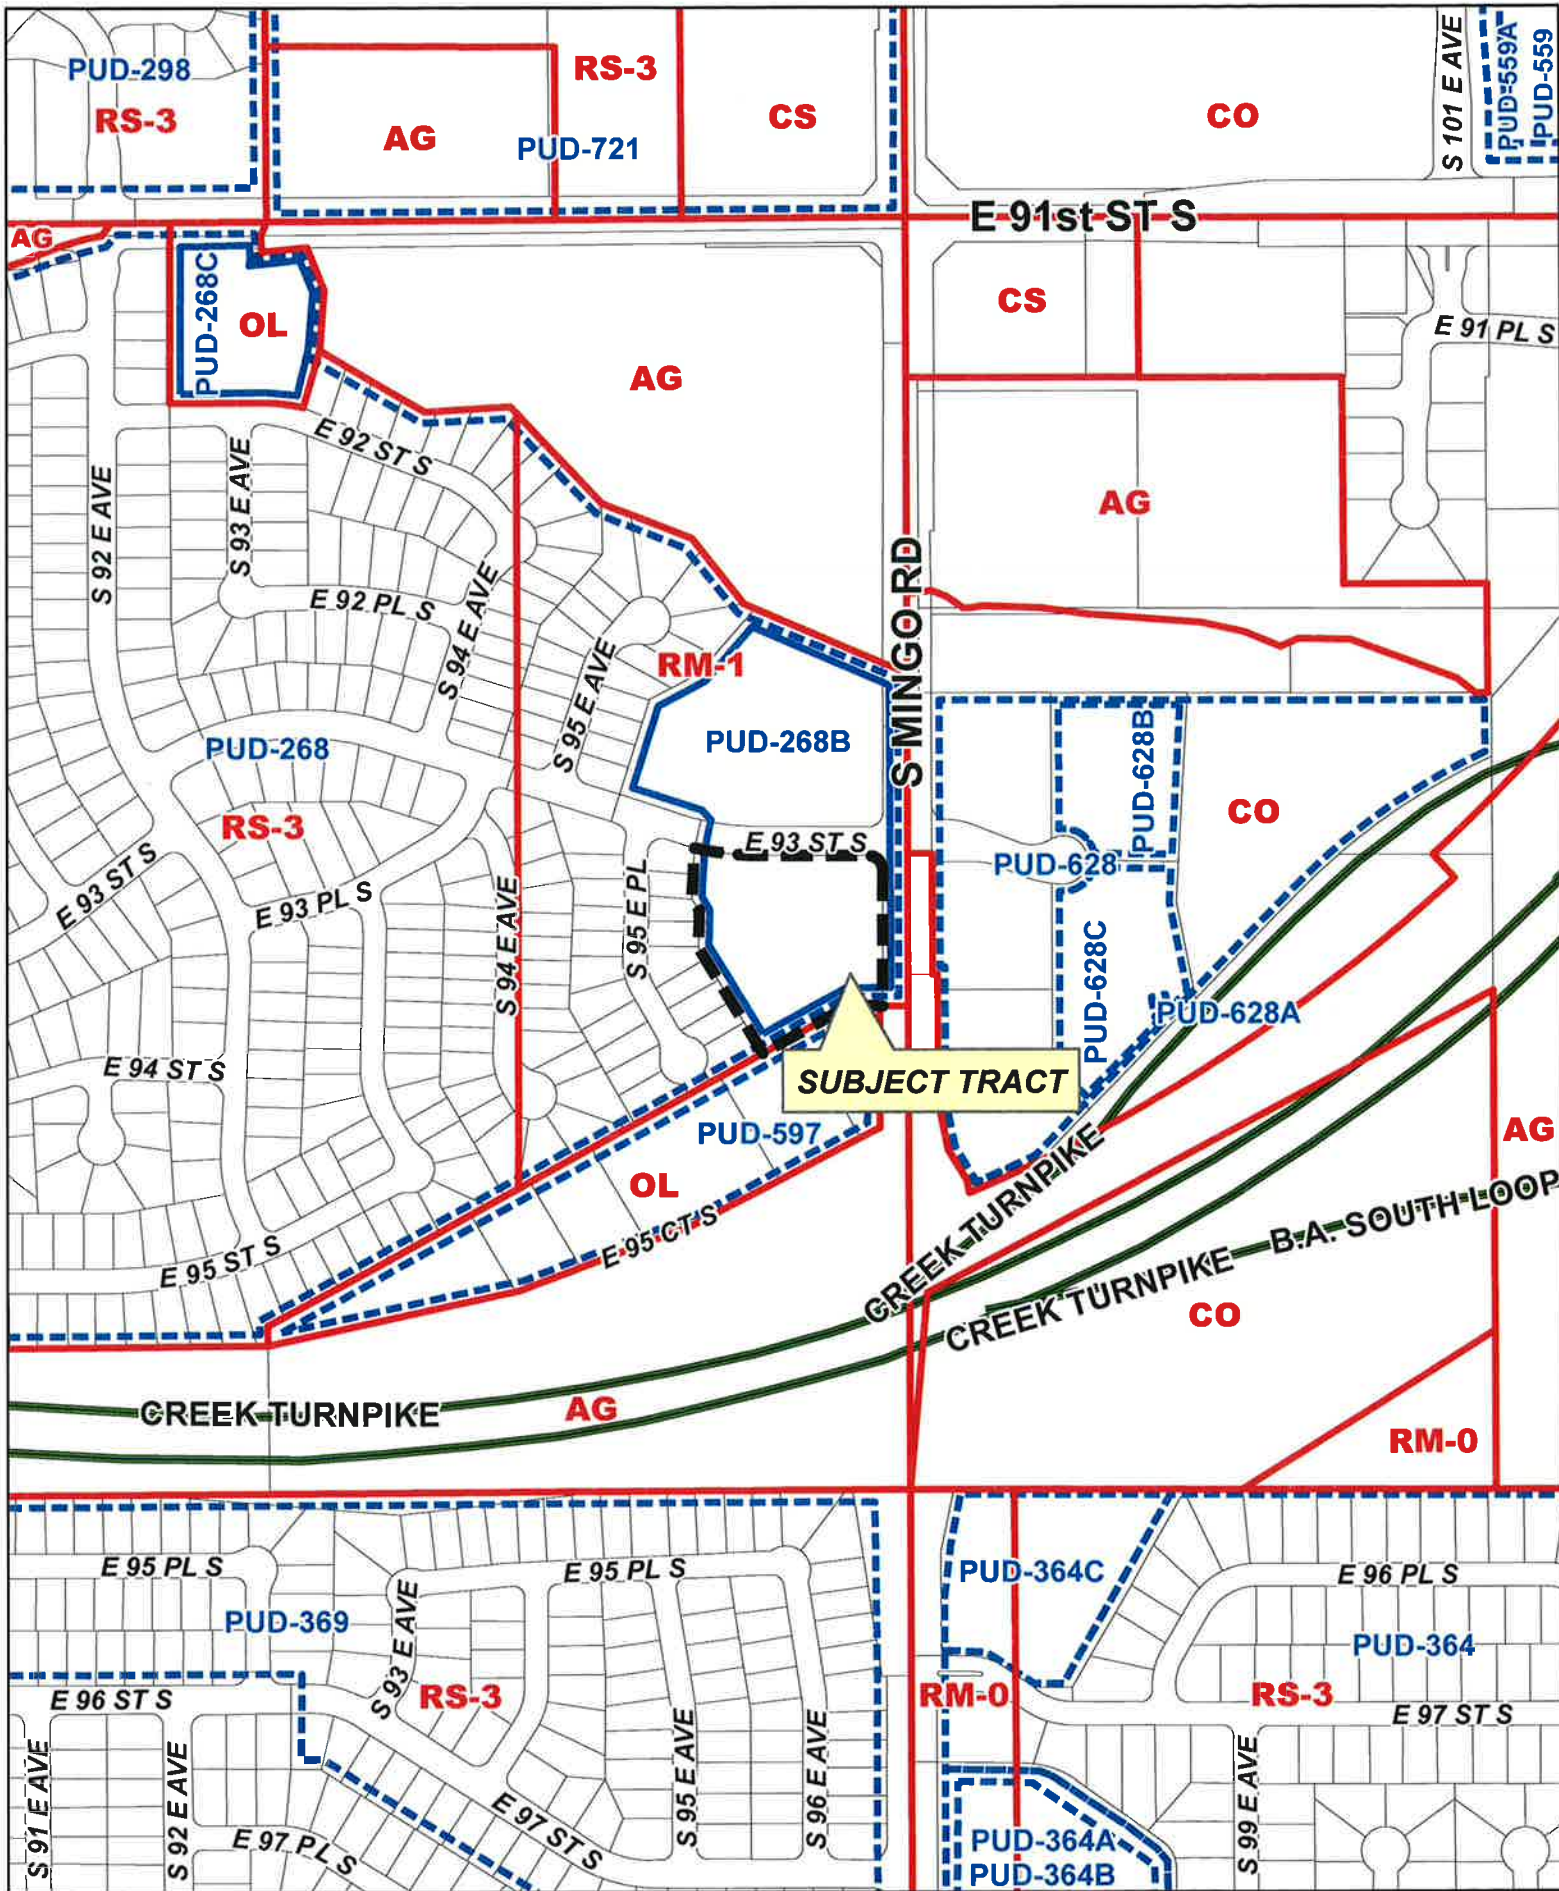 PUD-298
RS-3
AG
RS-3
PUD-721
CS
CO
S 101 E AVE
PUD-559A
PUD-559
E 91st ST S
AG
PUD-268C
OL
AG
CS
E 91 PL S
E 92 ST S
S 92 E AVE
S 93 E AVE
E 92 PL S
S 94 E AVE
S 95 E AVE
RM-1
S MINGO RD
AG
PUD-268
RS-3
PUD-268B
PUD-628B
CO
E 93 ST S
PUD-628
E 93 ST S
E 93 PL S
S 94 E AVE
S 95 E PL
PUD-628C
PUD-628A
E 94 ST S
SUBJECT TRACT
PUD-597
OL
AG
E 95 CT S
E 95 ST S
CREEK TURNPIKE
CREEK TURNPIKE
B.A. SOUTH LOOP
CO
CREEK TURNPIKE
AG
RM-0
E 95 PL S
E 95 PL S
PUD-364C
E 96 PL S
PUD-369
S 93 E AVE
PUD-364
E 96 ST S
RS-3
RM-0
RS-3
E 97 ST S
S 91 E AVE
S 92 E AVE
E 97 PL S
E 97 ST S
S 95 E AVE
S 96 E AVE
PUD-364A
PUD-364B
S 99 E AVE